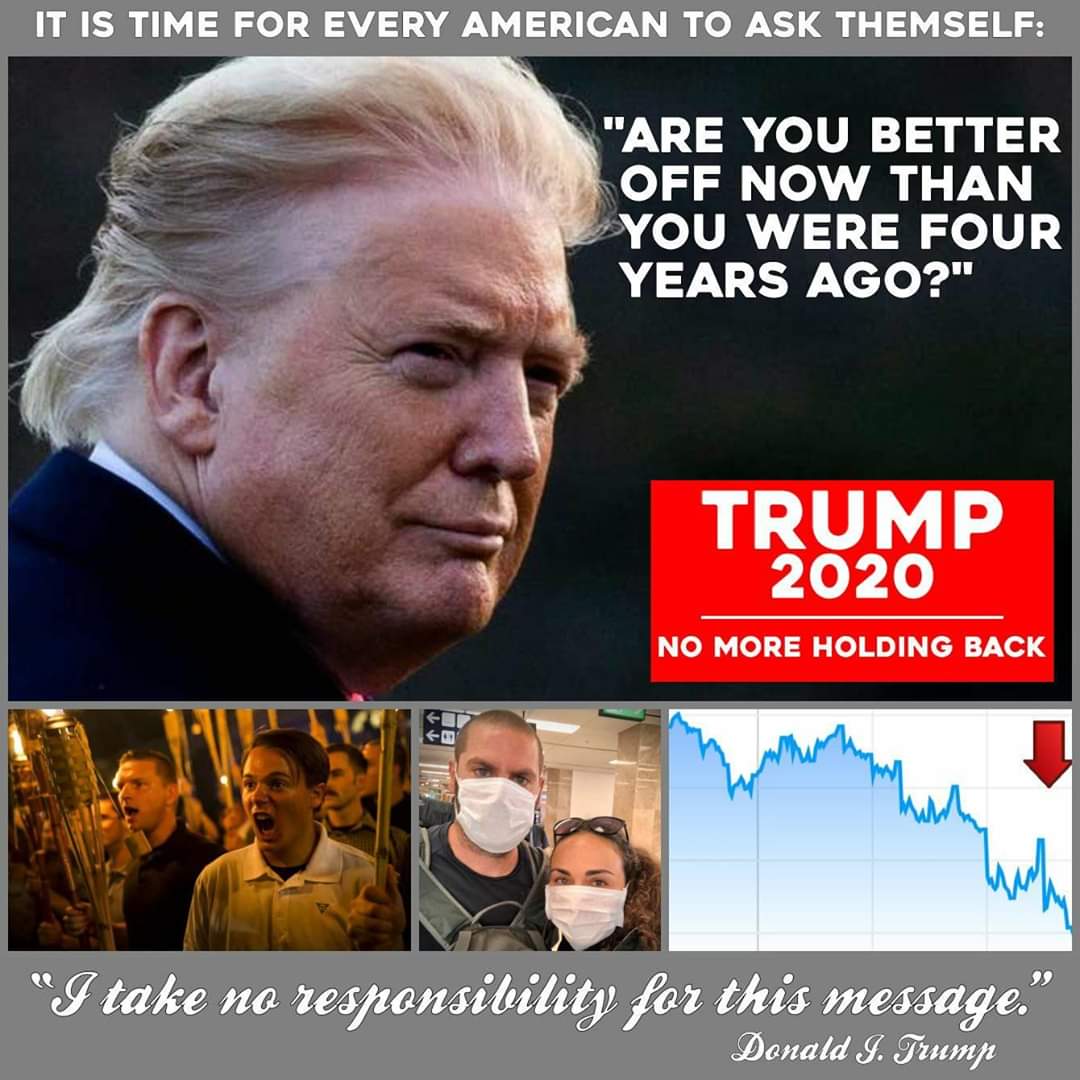 IT IS TIME FOR EVERY AMERICAN TO ASK THEMSELF:
"ARE YOU BETTER
OFF NOW THAN
YOU WERE FOUR
YEARS AGO?"
TRUMP
2020
NO MORE HOLDING BACK
“I take no responsibility for this message.”
Donald J. Trump